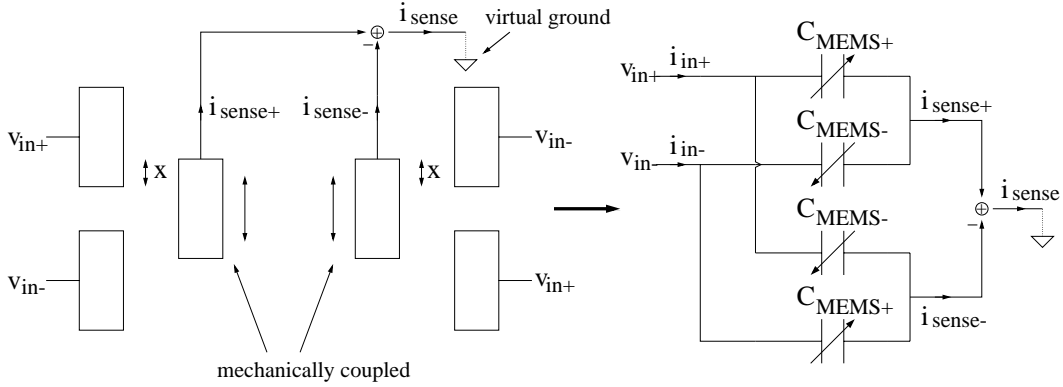 i sense
virtual ground
−
i sense+
i sense-
v in+
x
x
v in-
v in-
v in+
mechanically coupled
C MEMS+
v in+
i in+
i sense+
C MEMS-
v in-
i in-
C MEMS-
i sense
−
C MEMS+
i sense-